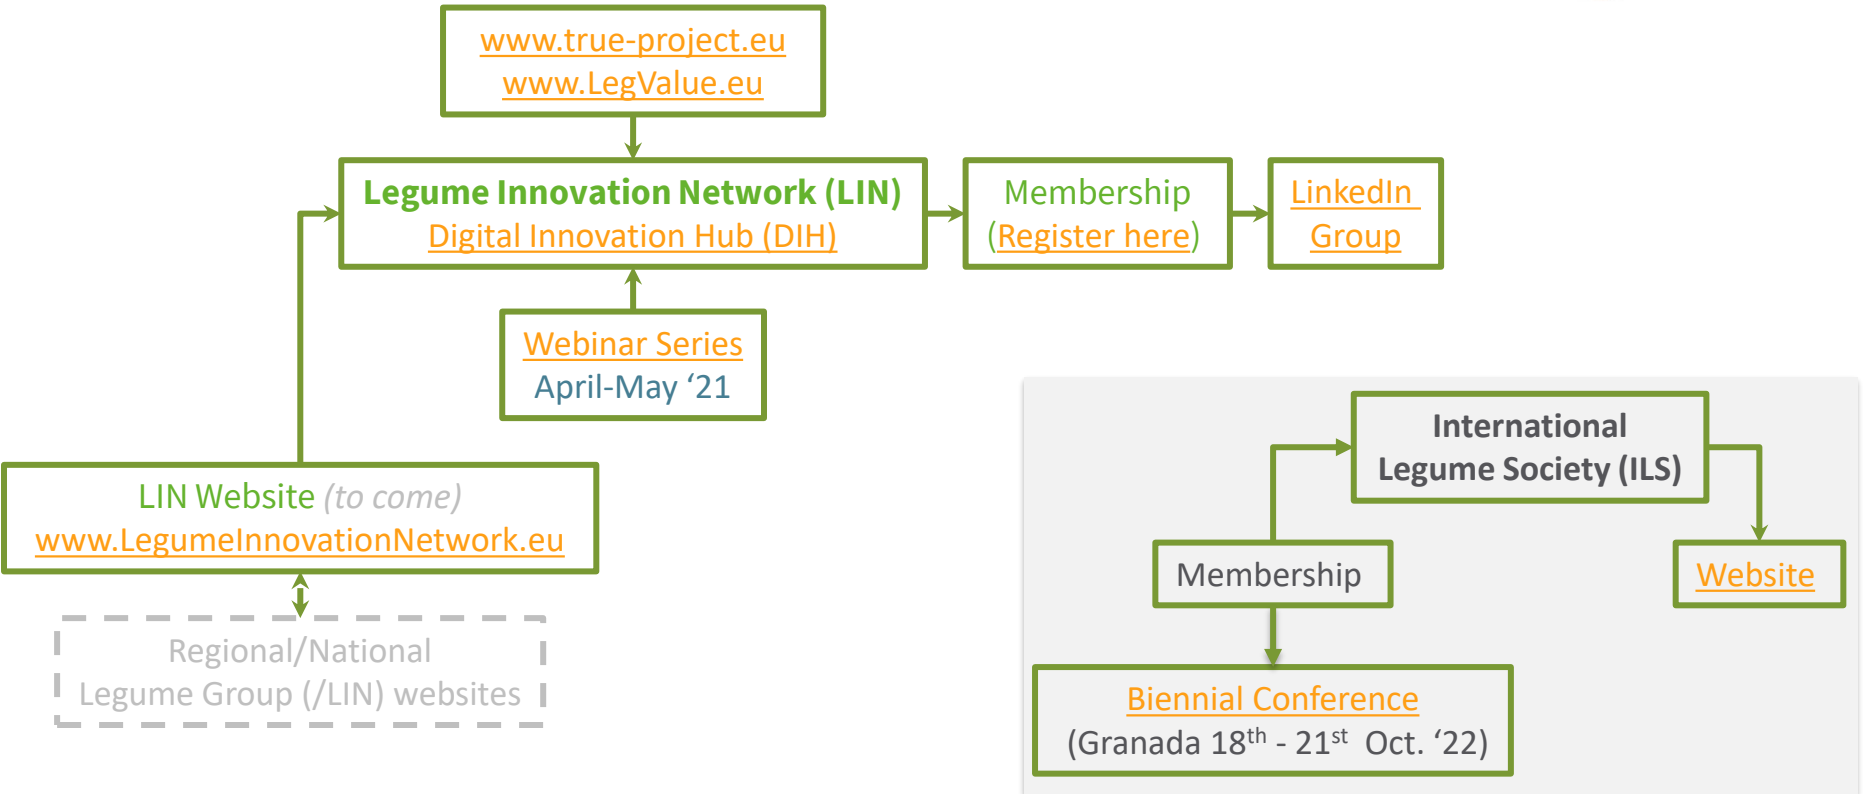 www.true-project.eu
www.LegValue.eu
Legume Innovation Network (LIN)
Digital Innovation Hub (DIH)
Membership
(Register here)
LinkedIn
Group
Webinar Series
April-May ‘21
LIN Website (to come)
www.LegumeInnovationNetwork.eu
Regional/National
Legume Group (/LIN) websites
International
Legume Society (ILS)
Membership
Website
Biennial Conference
(Granada 18th - 21st Oct. ‘22)